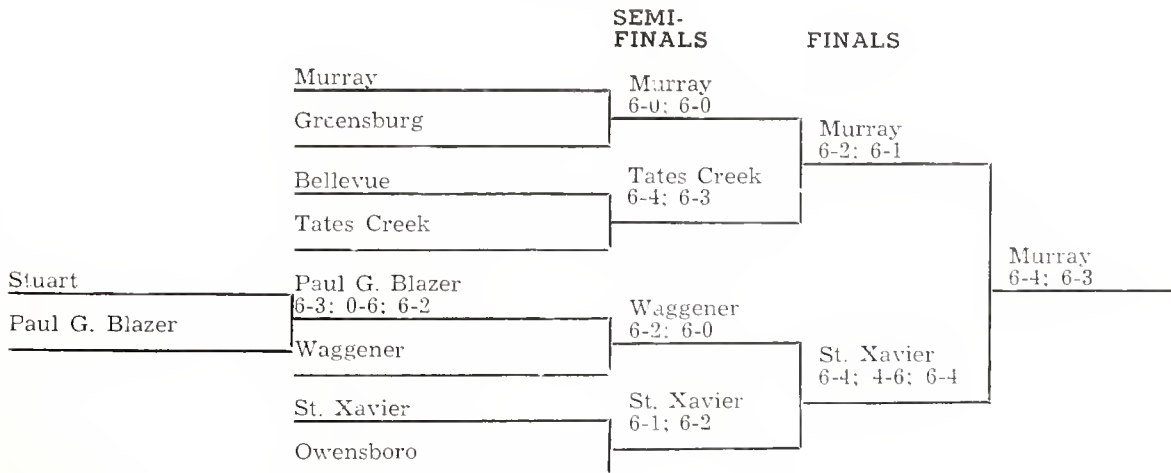 SEMI-
FINALS
FINALS
Murray
Greensburg
Bellevue
Tates Creek
Stuart
Paul G. Blazer
Paul G. Blazer
6-3; 0-6; 6-2
Waggener
St. Xavier
Owensboro
Murray
6-0; 6-0
Tates Creek
6-4; 6-3
Waggener
6-2; 6-0
St. Xavier
6-1; 6-2
Murray
6-2; 6-1
St. Xavier
6-4; 4-6; 6-4
Murray
6-4; 6-3